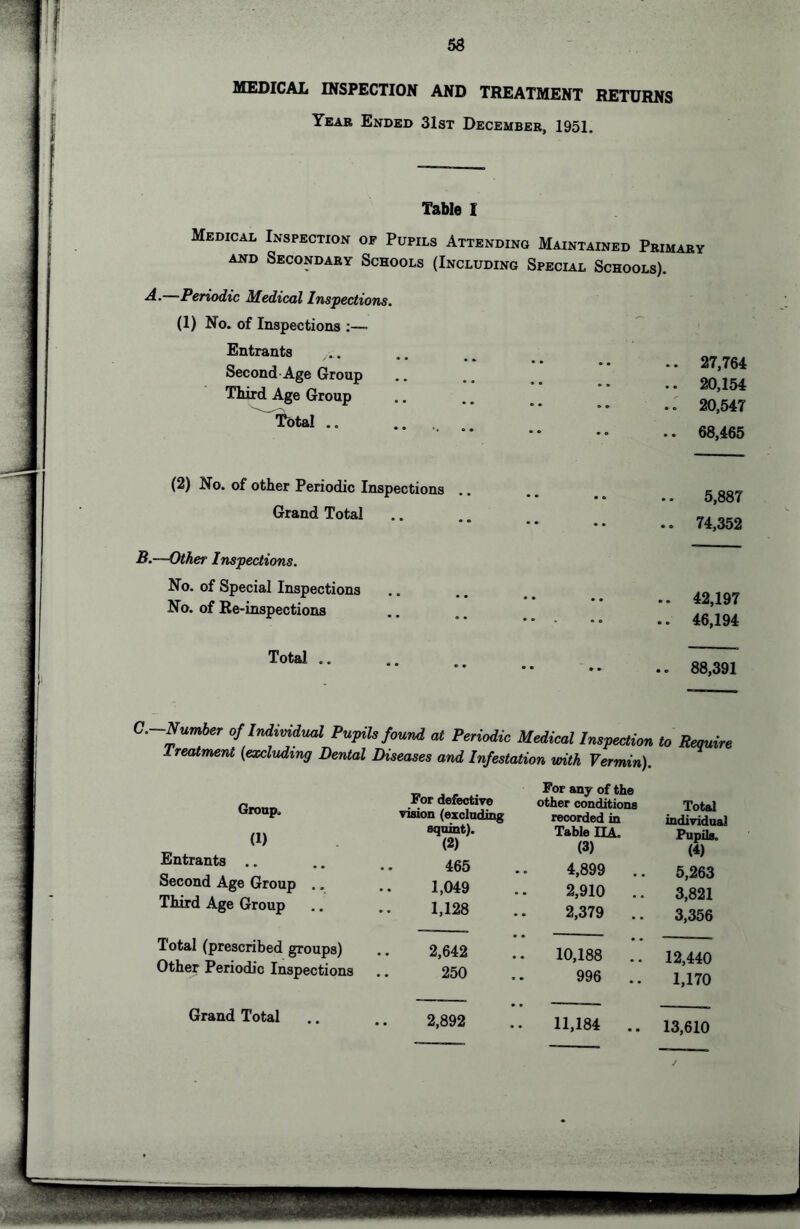 58
MEDICAL INSPECTION AND TREATMENT RETURNS
Year Ended 31st December, 1951.
Table I
Medical Inspection of Pupils Attending Maintained Primary
and Secondary Schools (Including Special Schools).
A.—Periodic Medical Inspections.
(1) No. of Inspections :—
Entrants .. .. .. .. .. .. 27,764
Second Age Group .. .. .. .. .. 20,154
Third Age Group .. .. .. .. .. 20,547
Total .. .. .. .. .. .. 68,465
(2) No. of other Periodic Inspections .. .. .. .. 5,887
Grand Total .. .. .. .. .. 74,352
B.—Other Inspections.
No. of Special Inspections .. .. .. .. .. 42,197
No. of Re-inspections .. .. .. .. .. 46,194
Total .. .. .. .. .. .. 88,391
C.—Number of Individual Pupils found at Periodic Medical Inspection to Require
Treatment (excluding Dental Diseases and Infestation with Vermin).
Group. For defective vision (excluding squint). For any of the other conditions recorded in Table IIA. Total individual Pupils.
(1) (2) (3) (4)
Entrants .. .. .. 465 .. 4,899 .. 5,263
Second Age Group .. .. 1,049 .. 2,910 .. 3,821
Third Age Group .. .. 1,128 .. 2,379 .. 3,356
Total (prescribed groups) .. 2,642 .. 10,188 .. 12,440
Other Periodic Inspections .. 250 .. 996 .. 1,170
Grand Total .. .. 2,892 .. 11,184 .. 13,610